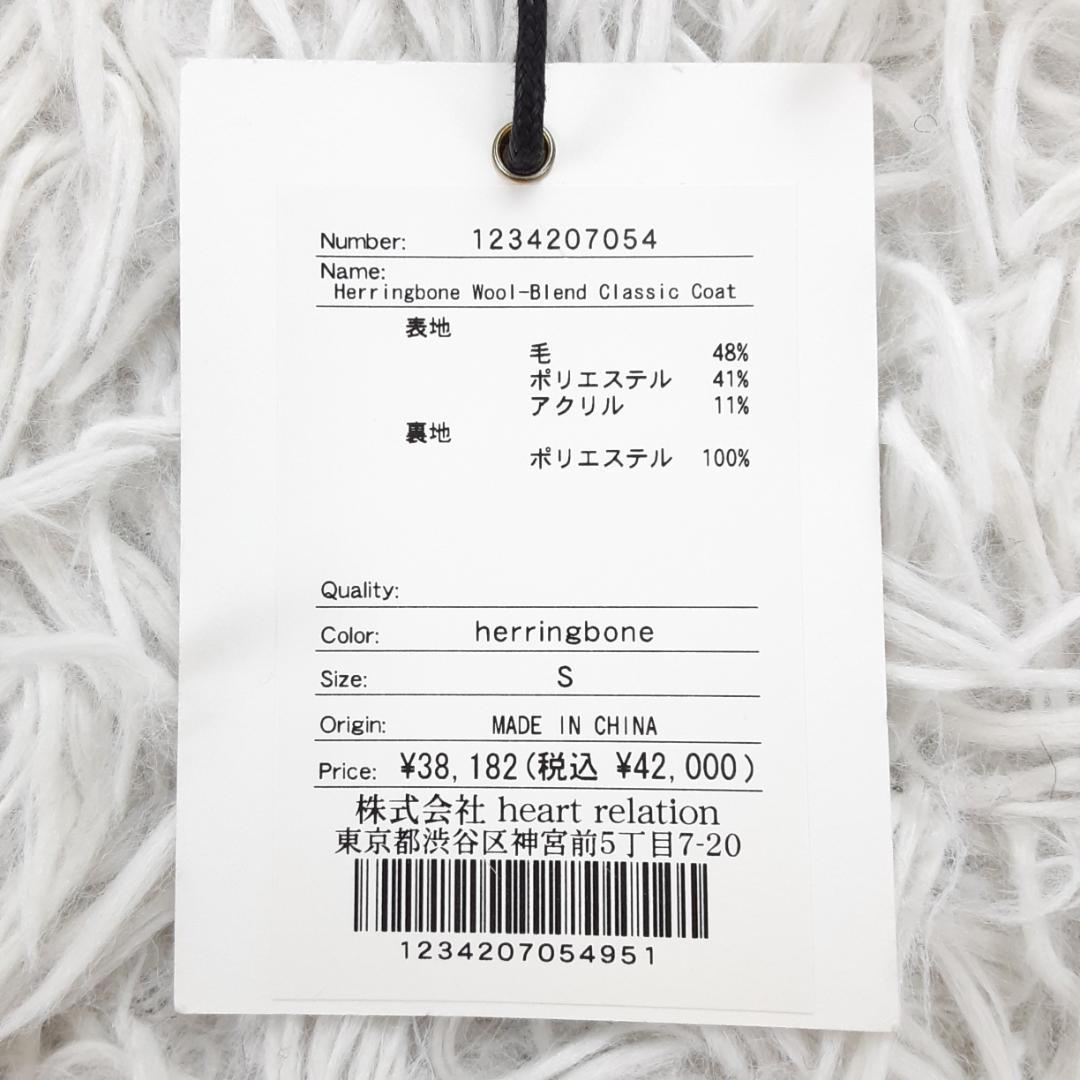 Number: 1234207054
Name:
Herringbone Wool-Blend Classic Coat
表地
毛 48%
ポリエステル 41%
アクリル 11%
裏地
ポリエステル 100%
Quality:
Color: herringbone
Size: S
Origin: MADE IN CHINA
Price: ¥38,182(税込 ¥42,000)
株式会社 heart relation
東京都渋谷区神宮前5丁目7-20
1234207054951